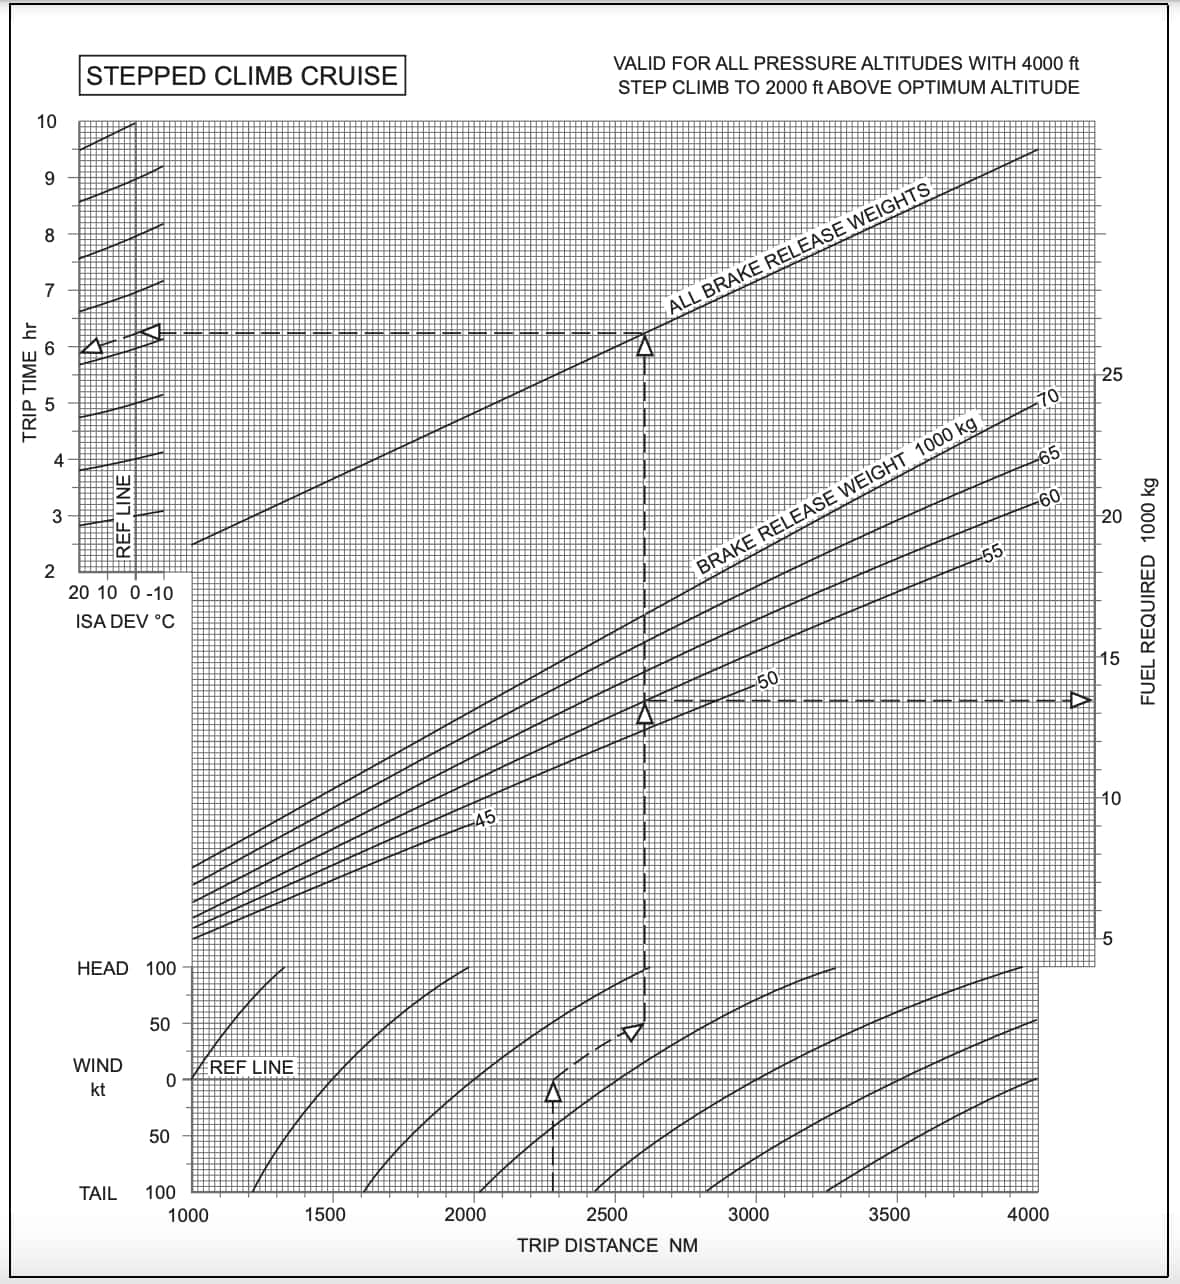 STEPPED CLIMB CRUISE
VALID FOR ALL PRESSURE ALTITUDES WITH 4000 ft
STEP CLIMB TO 2000 ft ABOVE OPTIMUM ALTITUDE
10
9
8
7
6
5
4
3
2
TRIP TIME hr
REF LINE
20 10 0 -10
ISA DEV °C
ALL BRAKE RELEASE WEIGHTS
BRAKE RELEASE WEIGHT 1000 kg
70
65
60
55
50
45
25
20
15
10
5
FUEL REQUIRED 1000 kg
HEAD 100
50
WIND
kt
0
50
TAIL 100
REF LINE
1000 1500 2000 2500 3000 3500 4000
TRIP DISTANCE NM